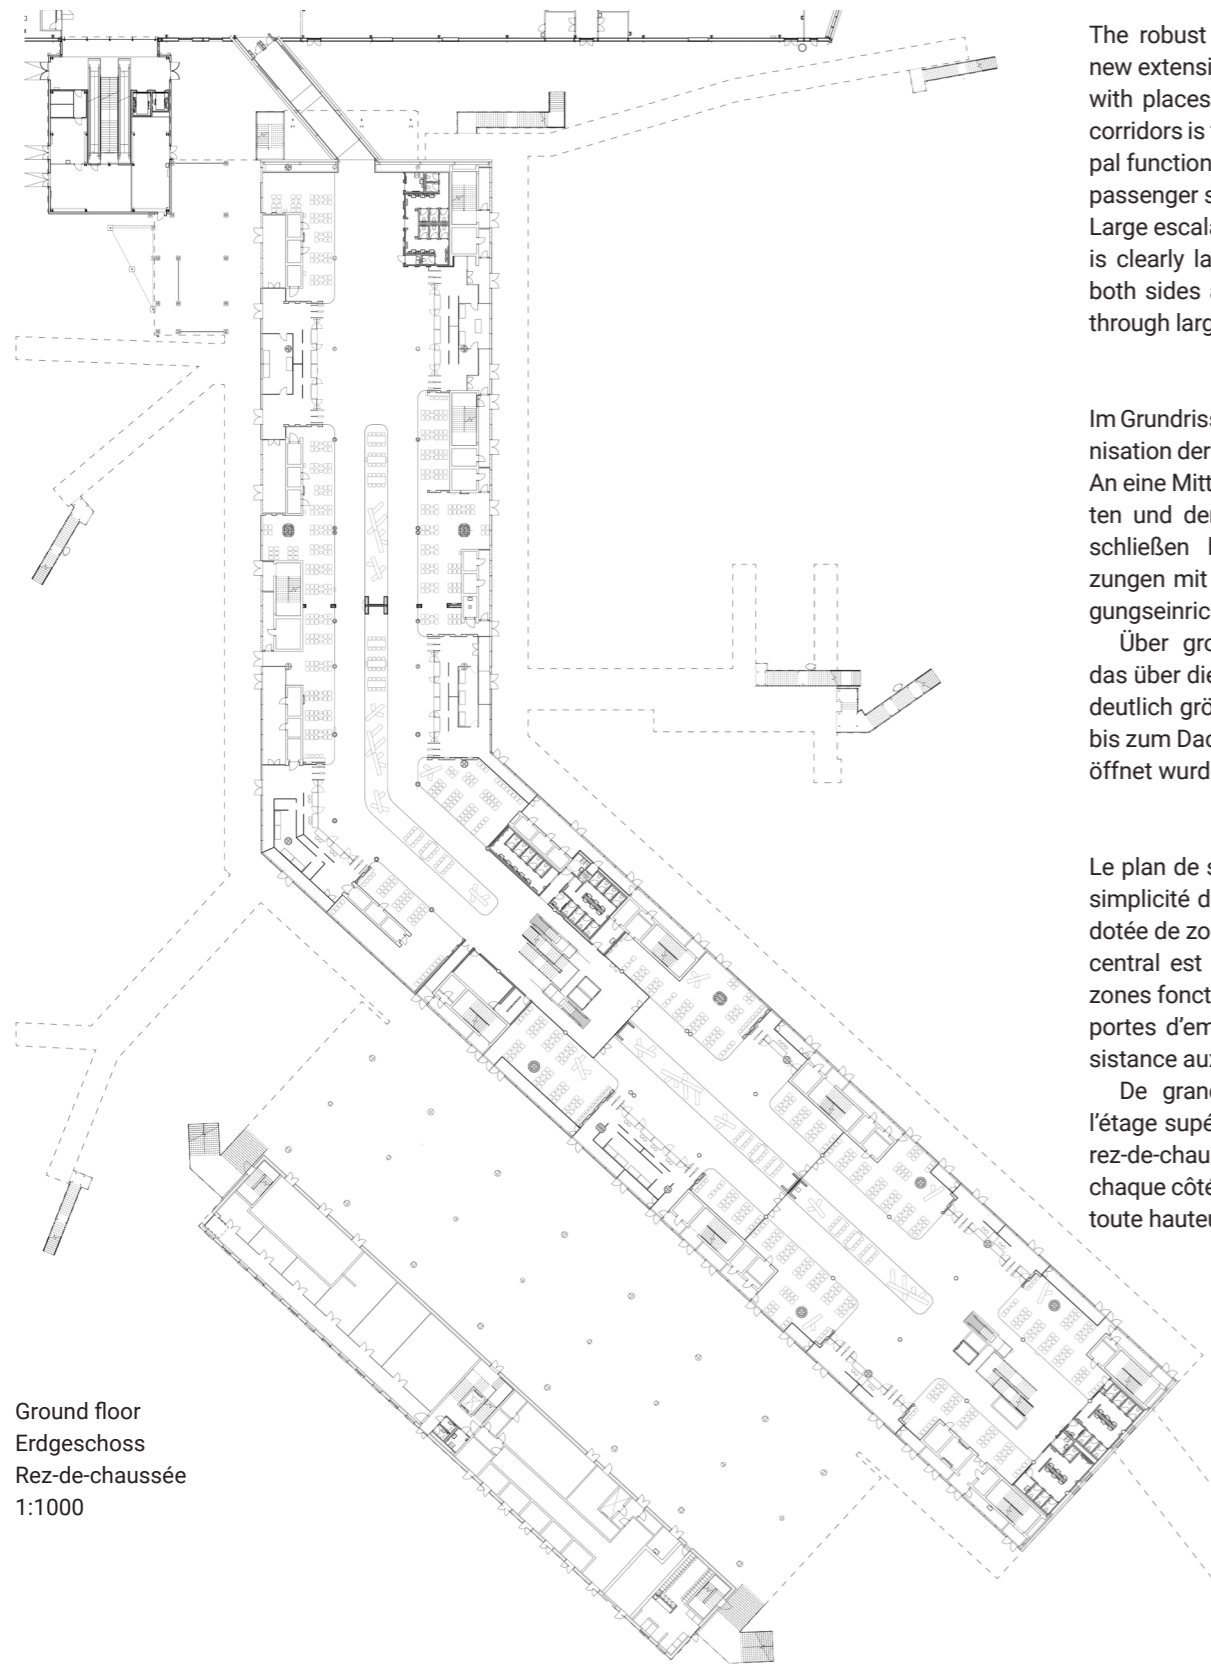 The robust
new extensi
with places
corridors is
pal function
passenger s
Large escala
is clearly la
both sides a
through larg
Im Grundriss
nisation der
An eine Mitt
ten und der
schließen
zungen mit
gungseinric
Über gro
das über die
deutlich grö
bis zum Dac
öffnet wurd
Le plan de s
simplicité d
dotée de zo
central est
zones fonct
portes d’em
sistance aux
De grand
l’étage supé
rez-de-chau
chaque côté
toute hauteu
Ground floor
Erdgeschoss
Rez-de-chaussée
1:1000